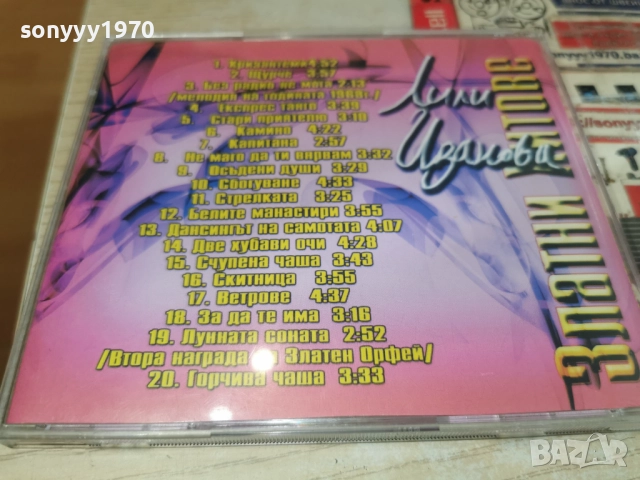 sonyyy1970
1. Хризантеми 4:52
2. Щурче 3:57
3. Без радио не мога 2:13
/мелодия на годината 1968г./
4. Експрес танго 3:39
5. Стари приятелю 3:10
6. Камино 4:22
7. Капитана 2:57
8. Не мога да ти вярвам 3:32
9. Осъдени души 3:29
10. Сбогуване 4:33
11. Стрелката 3:25
12. Белите манастири 3:55
13. Дансингът на самотата 4:07
14. Две хубави очи 4:28
15. Счупена чаша 3:43
16. Скитница 3:55
17. Ветрове 4:37
18. За да те има 3:16
19. Лунната соната 2:52
/Втора награда на Златен Орфей/
20. Горчива чаша 3:33
Лили
Иванова
Златни хитове
BAZAR